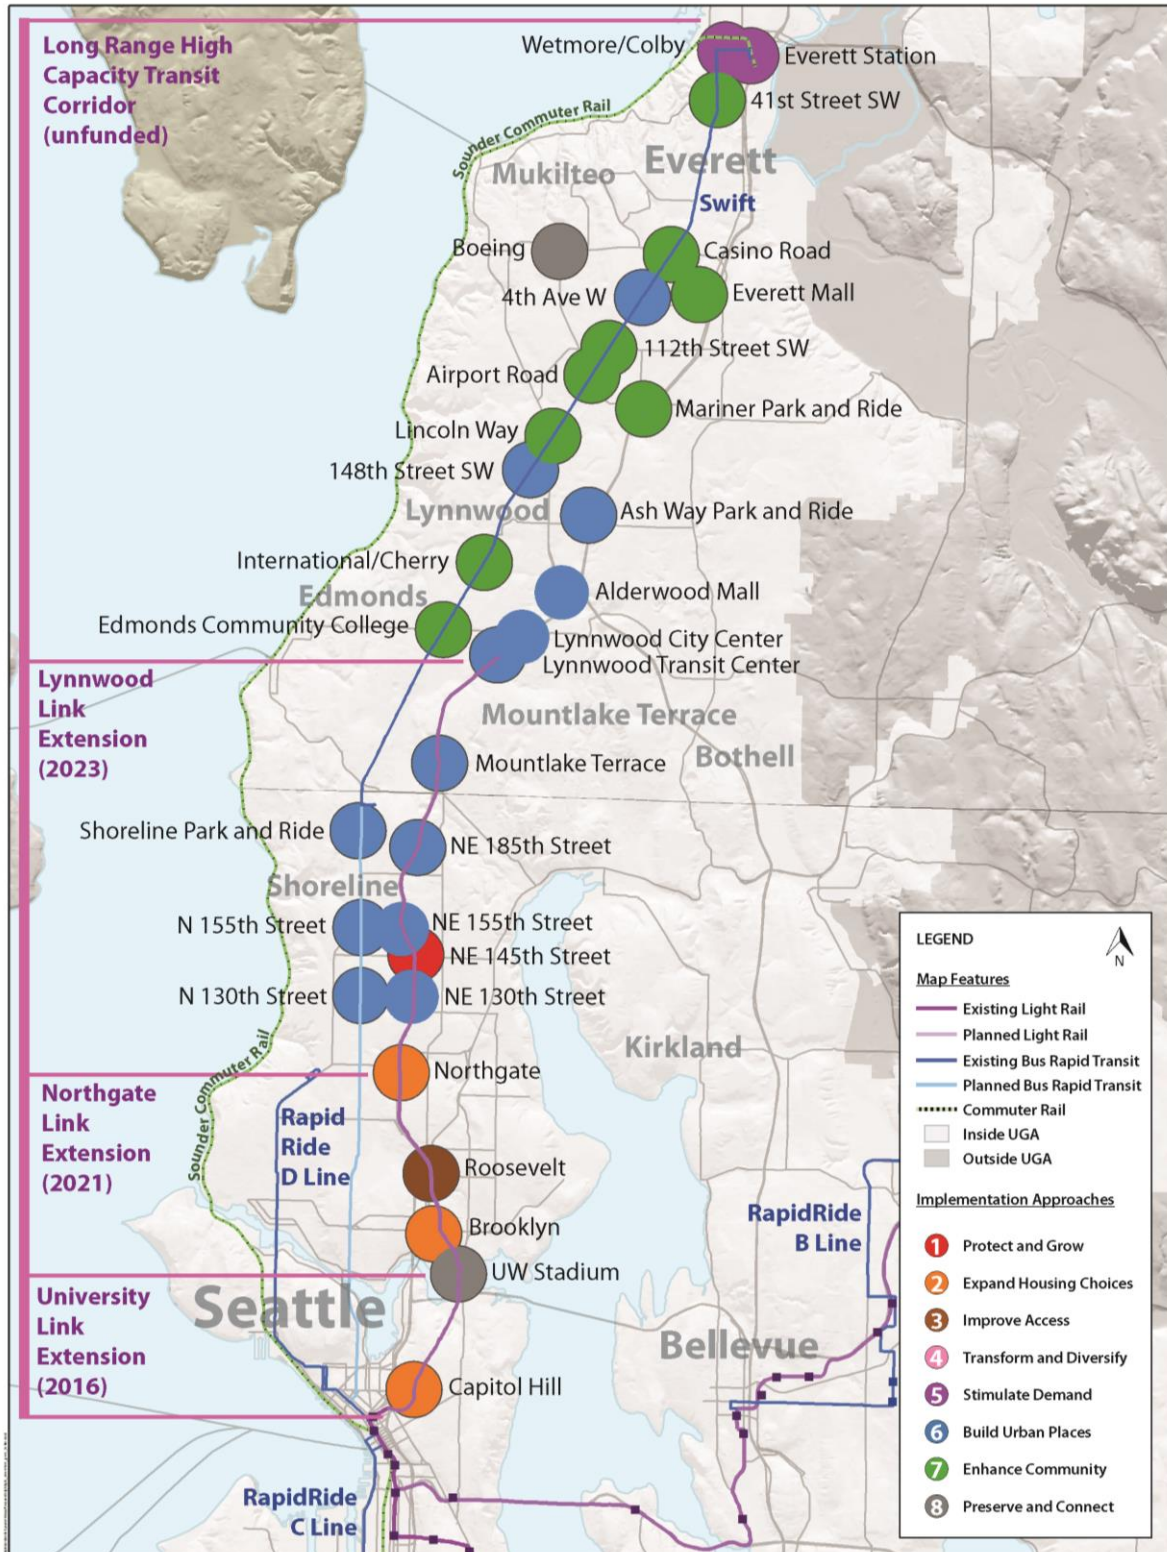 Long Range High
Capacity Transit
Corridor
(unfunded)
Wetmore/Colby
Everett Station
41st Street SW
Sounder Commuter Rail
Everett
Mukilteo
Swift
Boeing
Casino Road
4th Ave W
Everett Mall
112th Street SW
Airport Road
Mariner Park and Ride
Lincoln Way
148th Street SW
Lynnwood
Ash Way Park and Ride
International/Cherry
Edmonds
Alderwood Mall
Edmonds Community College
Lynnwood City Center
Lynnwood Transit Center
Lynnwood
Link
Extension
(2023)
Mountlake Terrace
Bothell
Mountlake Terrace
Shoreline Park and Ride
NE 185th Street
Shoreline
N 155th Street
NE 155th Street
NE 145th Street
N 130th Street
NE 130th Street
Kirkland
Sounder Commuter Rail
Northgate
Northgate
Link
Extension
(2021)
Rapid
Ride
D Line
Roosevelt
Brooklyn
UW Stadium
RapidRide
B Line
University
Link
Extension
(2016)
Seattle
Bellevue
Capitol Hill
RapidRide
C Line
LEGEND
N
Map Features
Existing Light Rail
Planned Light Rail
Existing Bus Rapid Transit
Planned Bus Rapid Transit
Commuter Rail
Inside UGA
Outside UGA
Implementation Approaches
1 Protect and Grow
2 Expand Housing Choices
3 Improve Access
4 Transform and Diversify
5 Stimulate Demand
6 Build Urban Places
7 Enhance Community
8 Preserve and Connect